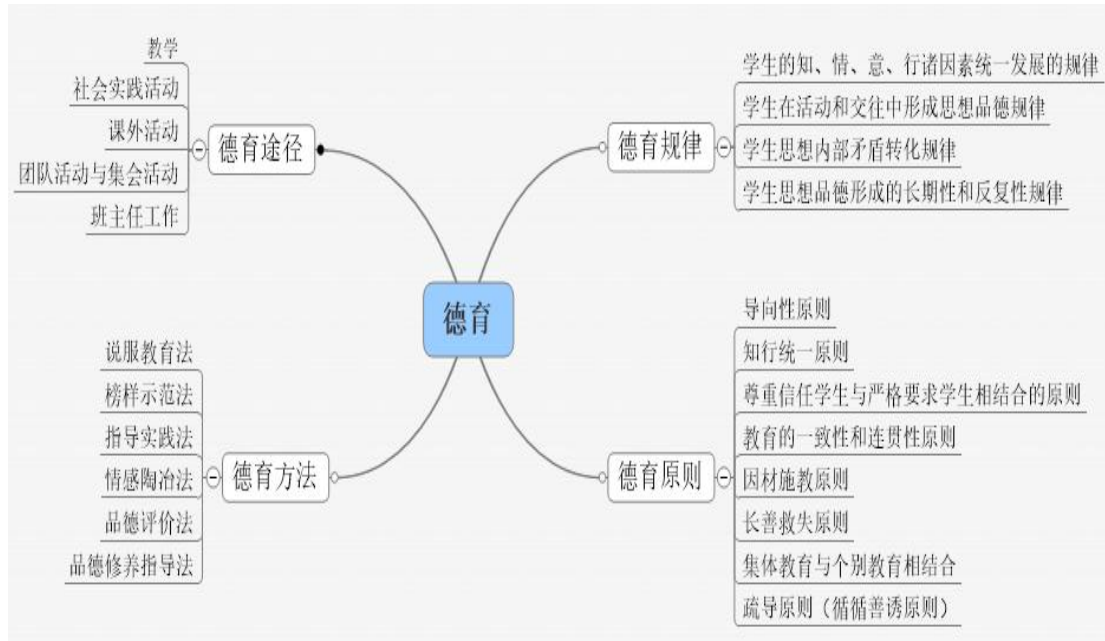 德育
德育途径
教学
社会实践活动
课外活动
团队活动与集会活动
班主任工作
德育规律
学生的知、情、意、行诸因素统一发展的规律
学生在活动和交往中形成思想品德规律
学生思想内部矛盾转化规律
学生思想品德形成的长期性和反复性规律
德育方法
说服教育法
榜样示范法
指导实践法
情感陶冶法
品德评价法
品德修养指导法
德育原则
导向性原则
知行统一原则
尊重信任学生与严格要求学生相结合的原则
教育的一致性和连贯性原则
因材施教原则
长善救失原则
集体教育与个别教育相结合
疏导原则（循循善诱原则）